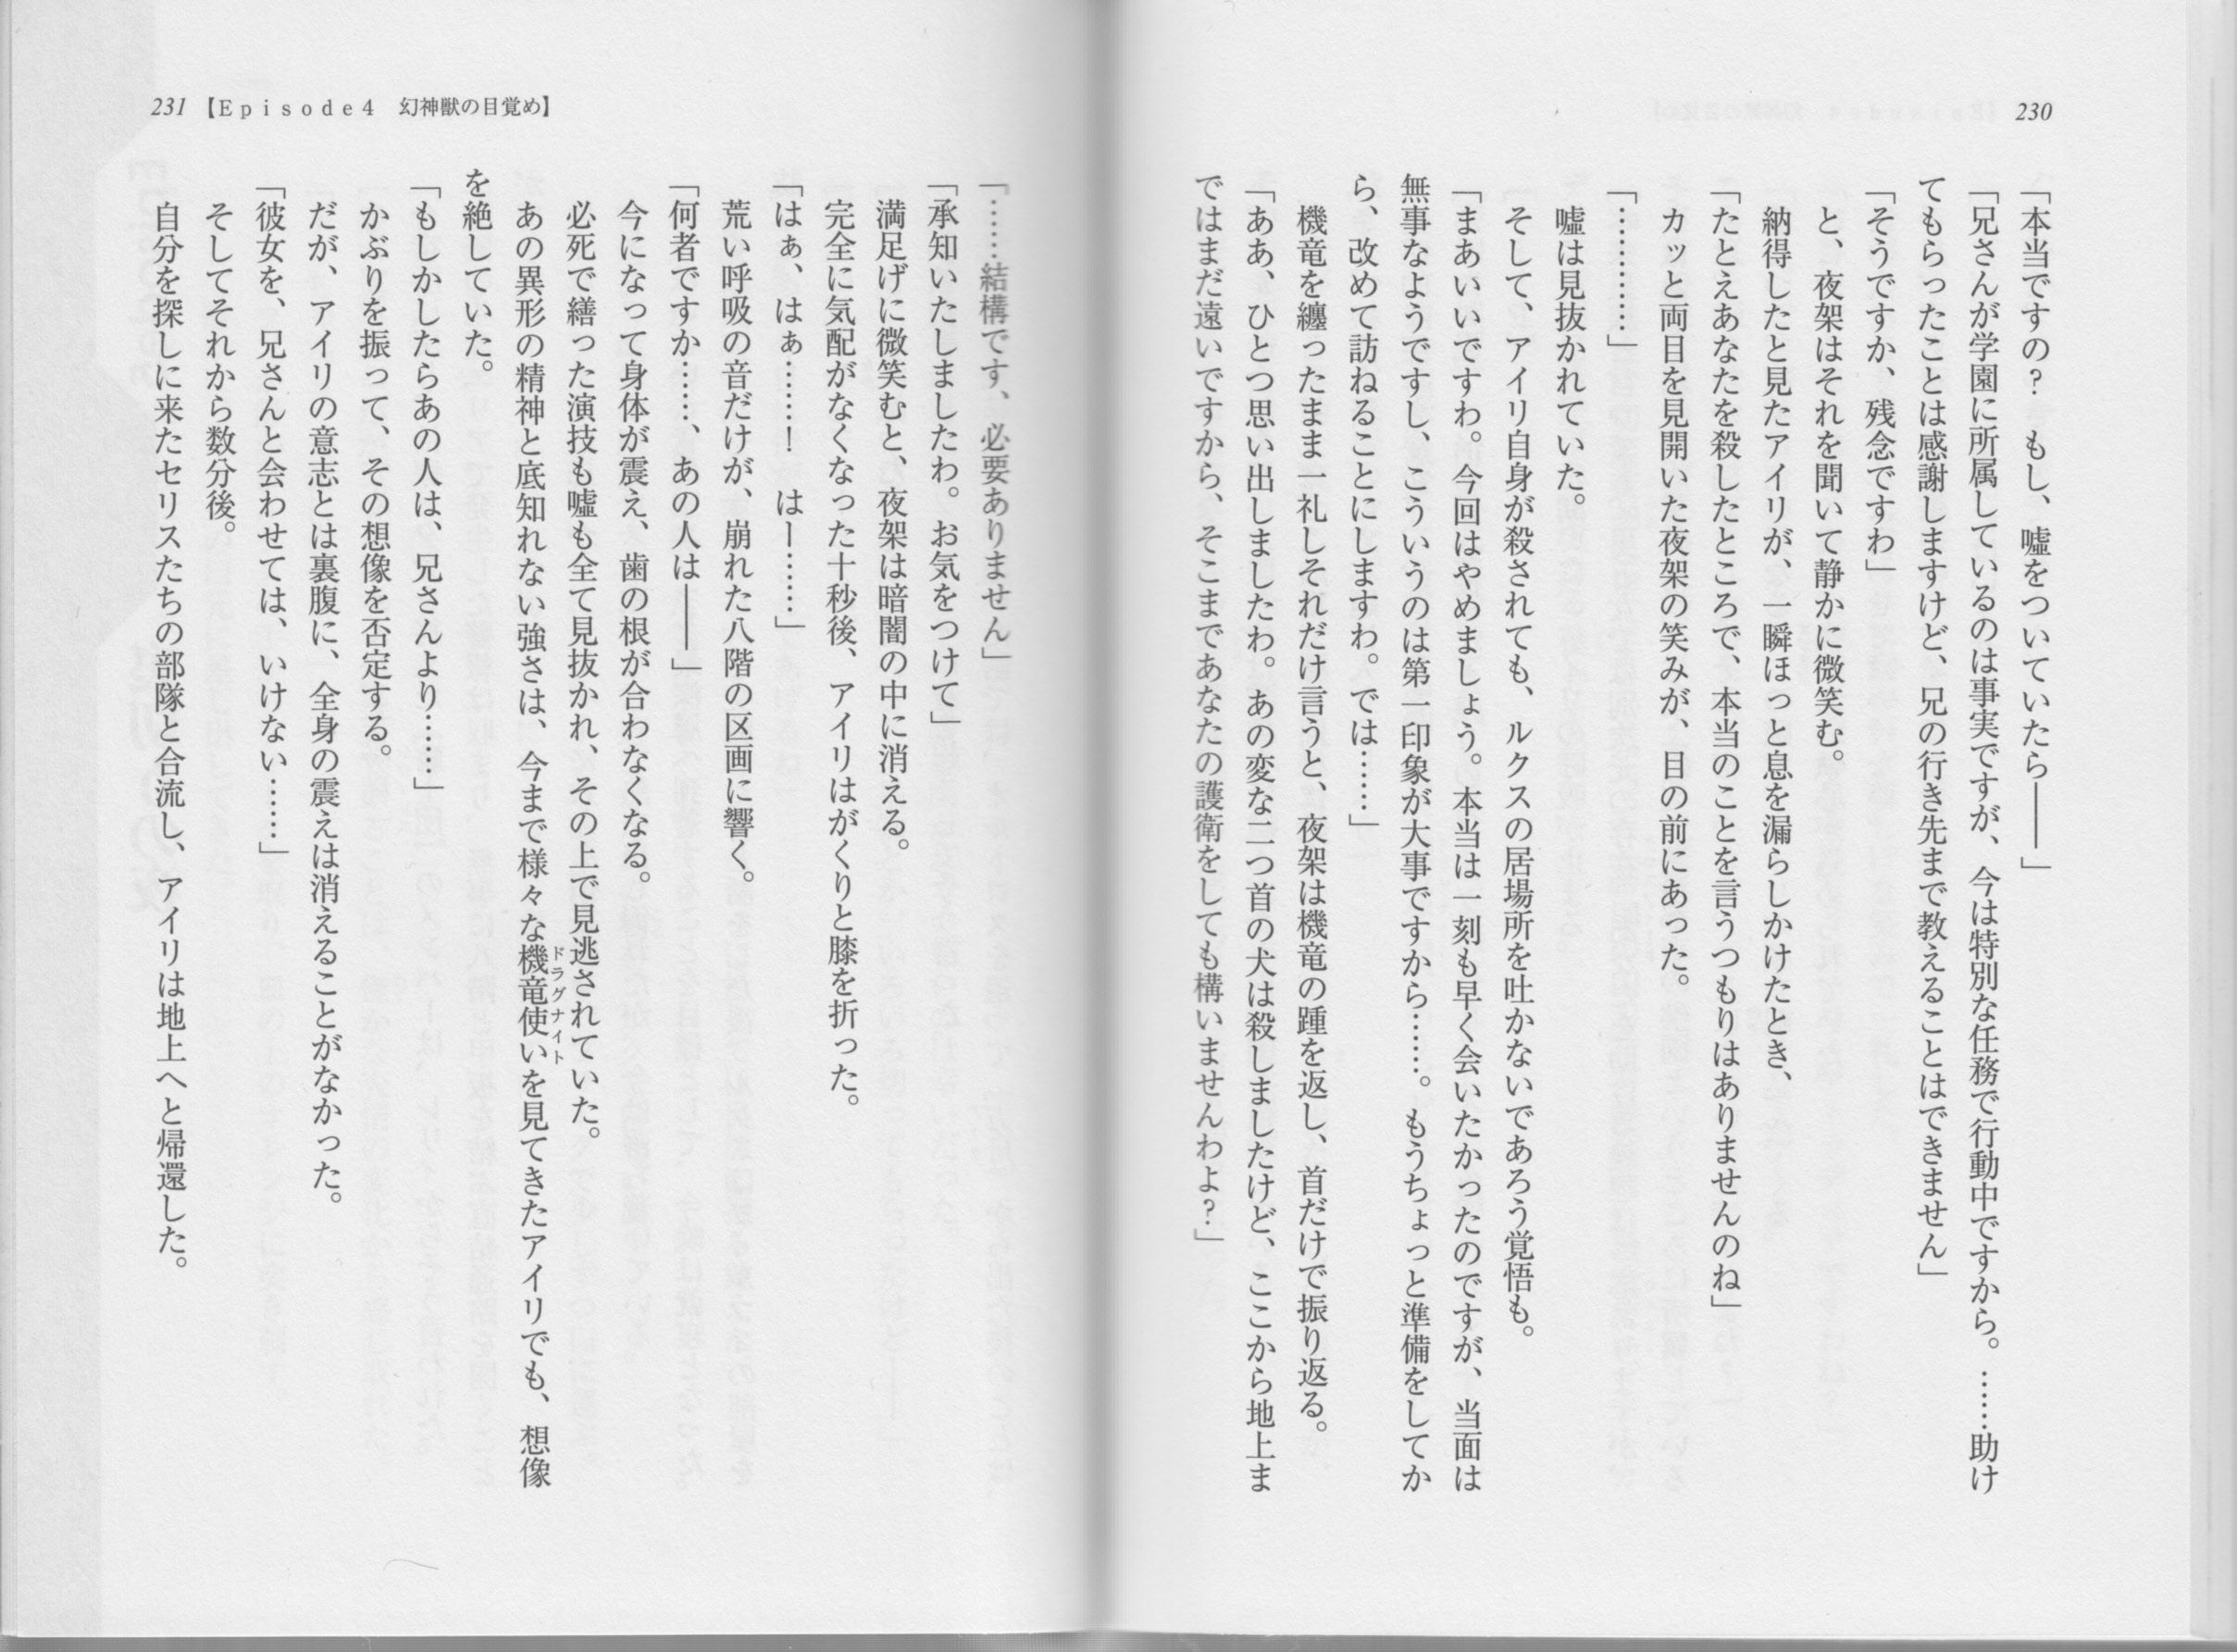 230
「本当ですの？　もし、嘘をついていたら――」
「兄さんが学園に所属しているのは事実ですが、今は特別な任務で行動中ですから。……助け
てもらったことは感謝しますけど、兄の行き先まで教えることはできません」
「そうですか、残念ですわ」
　と、夜架はそれを聞いて静かに微笑む。
　納得したと見たアイリが、一瞬ほっと息を漏らしかけたとき、
「たとえあなたを殺したところで、本当のことを言うつもりはありませんのね」
　カッと両目を見開いた夜架の笑みが、目の前にあった。
「…………」
　嘘は見抜かれていた。
　そして、アイリ自身が殺されても、ルクスの居場所を吐かないであろう覚悟も。
「まあいいですわ。今回はやめましょう。本当は一刻も早く会いたかったのですが、当面は
無事なようですし、こういうのは第一印象が大事ですから……。もうちょっと準備をしてか
ら、改めて訪ねることにしますわ。では……」
　機竜を纏ったまま一礼しそれだけ言うと、夜架は機竜の踵を返し、首だけで振り返る。
「ああ、ひとつ思い出しましたわ。あの変な二つ首の犬は殺しましたけど、ここから地上ま
ではまだ遠いですから、そこまであなたの護衛をしても構いませんわよ？」
231【Episode4　幻神獣の目覚め】
「……結構です、必要ありません」
「承知いたしましたわ。お気をつけて」
　満足げに微笑むと、夜架は暗闇の中に消える。
　完全に気配がなくなった十秒後、アイリはがくりと膝を折った。
「はぁ、はぁ……！　はー……」
　荒い呼吸の音だけが、崩れた八階の区画に響く。
「何者ですか……、あの人は――」
　今になって身体が震え、歯の根が合わなくなる。
　必死で繕った演技も嘘も全て見抜かれ、その上で見逃されていた。
　あの異形の精神と底知れない強さは、今まで様々な機竜使いを見てきたアイリでも、想像
ドラグナイト
を絶していた。
「もしかしたらあの人は、兄さんより……」
　かぶりを振って、その想像を否定する。
　だが、アイリの意志とは裏腹に、全身の震えは消えることがなかった。
「彼女を、兄さんと会わせては、いけない……」
　そしてそれから数分後。
　自分を探しに来たセリスたちの部隊と合流し、アイリは地上へと帰還した。